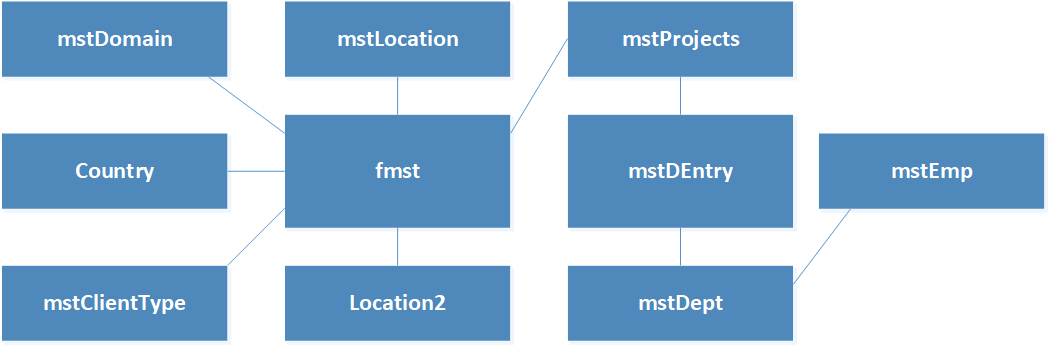 mstDomain
mstLocation
mstProjects
Country
fmst
mstDEntry
mstEmp
mstClientType
Location2
mstDept